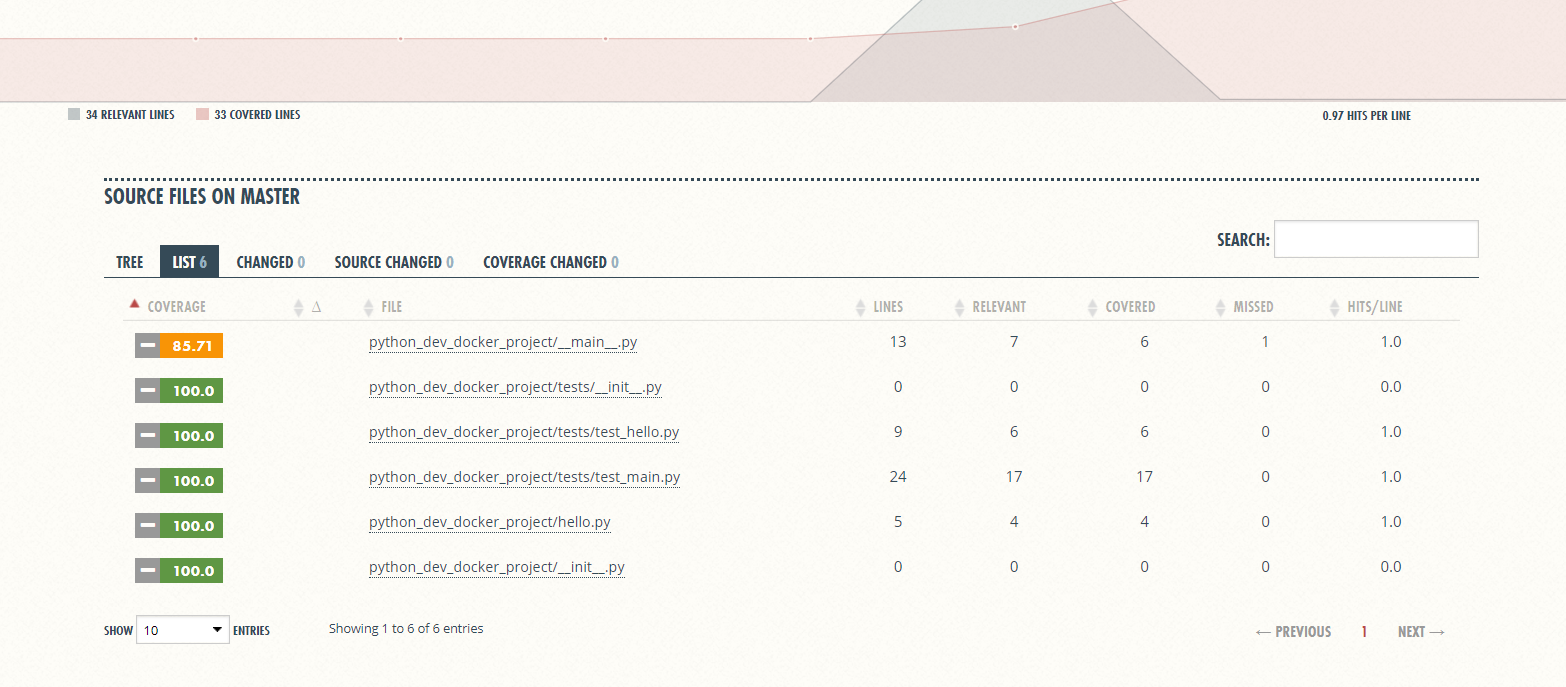 34 RELEVANT LINES 33 COVERED LINES 0.97 HITS PER LINE
SOURCE FILES ON MASTER
SEARCH:
TREE LIST 6 CHANGED 0 SOURCE CHANGED 0 COVERAGE CHANGED 0
COVERAGE Δ FILE LINES RELEVANT COVERED MISSED HITS/LINE
85.71 python_dev_docker_project/__main__.py 13 7 6 1 1.0
100.0 python_dev_docker_project/tests/__init__.py 0 0 0 0 0.0
100.0 python_dev_docker_project/tests/test_hello.py 9 6 6 0 1.0
100.0 python_dev_docker_project/tests/test_main.py 24 17 17 0 1.0
100.0 python_dev_docker_project/hello.py 5 4 4 0 1.0
100.0 python_dev_docker_project/__init__.py 0 0 0 0 0.0
SHOW 10 ENTRIES Showing 1 to 6 of 6 entries ← PREVIOUS 1 NEXT →